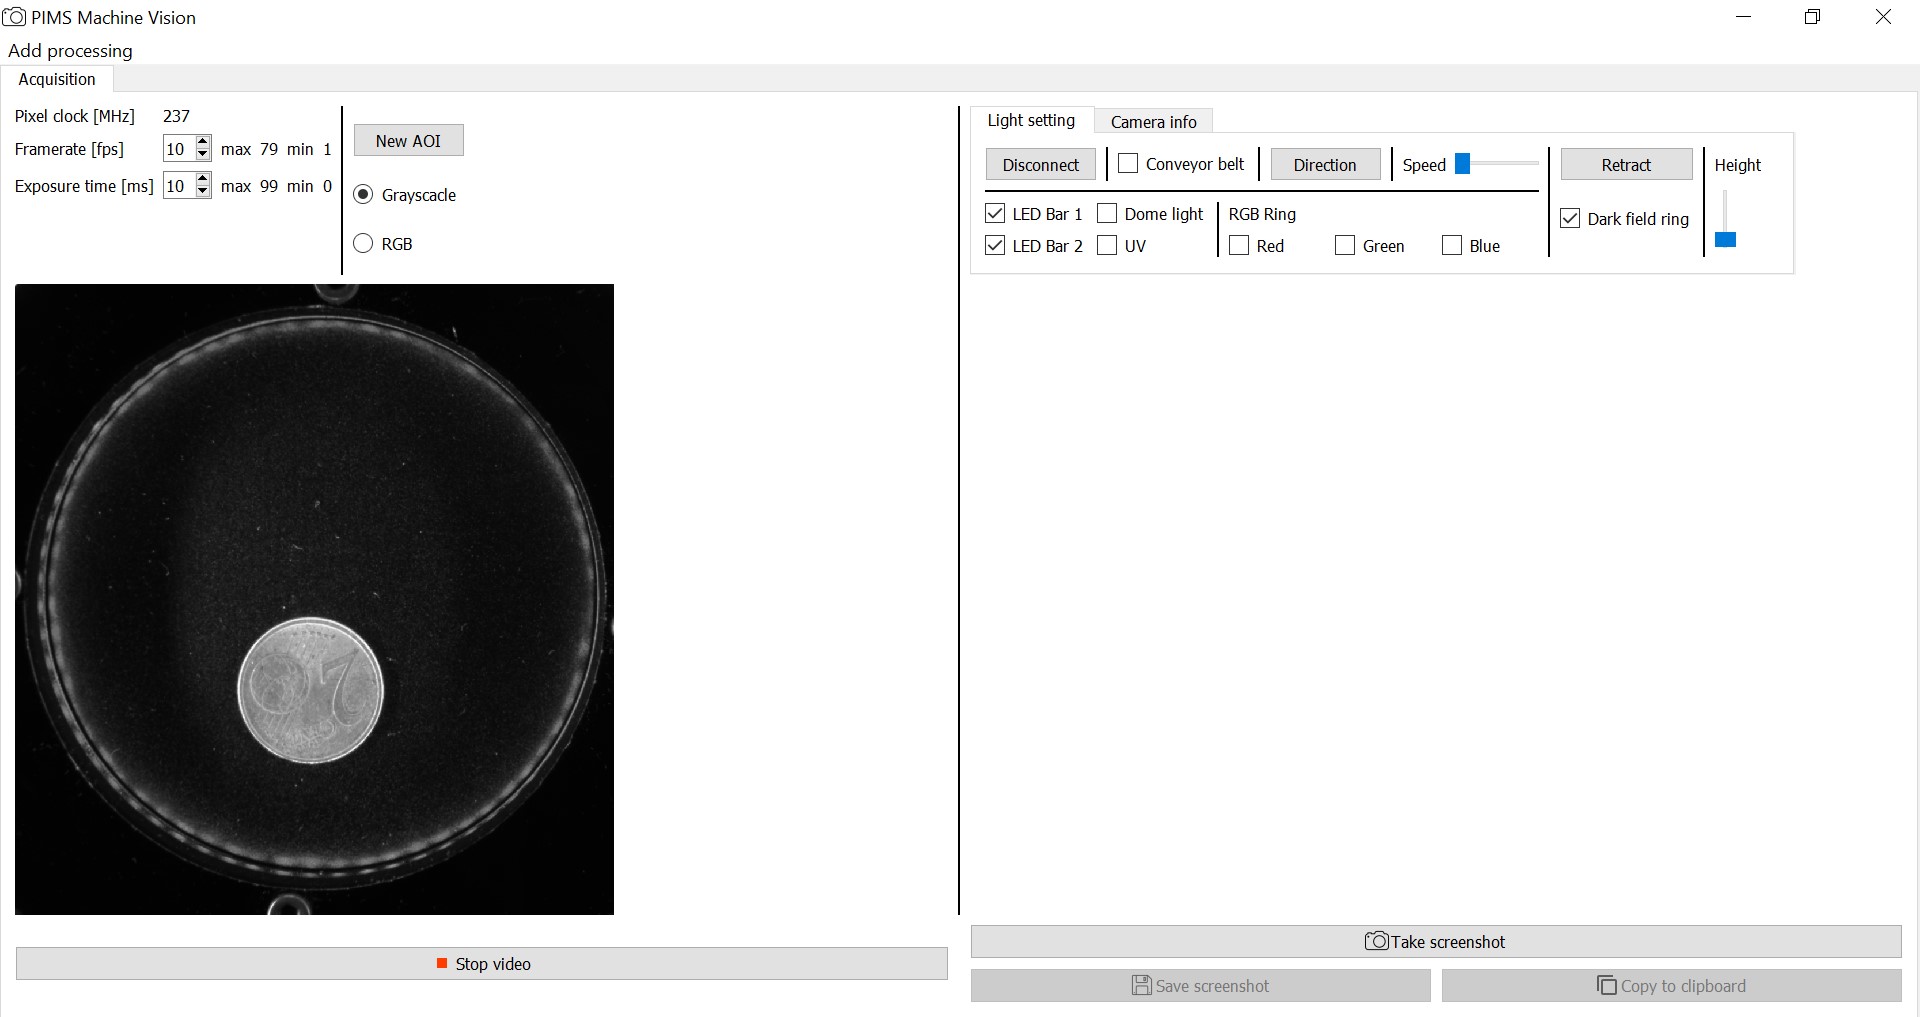 PIMS Machine Vision
Add processing
Acquisition
Pixel clock [MHz] 237
Framerate [fps] 10 max 79 min 1
Exposure time [ms] 10 max 99 min 0
New AOI
Grayscacle
RGB
Stop video
Light setting Camera info
Disconnect Conveyor belt Direction Speed Retract Height
LED Bar 1 Dome light RGB Ring Dark field ring
LED Bar 2 UV Red Green Blue
Take screenshot
Save screenshot Copy to clipboard